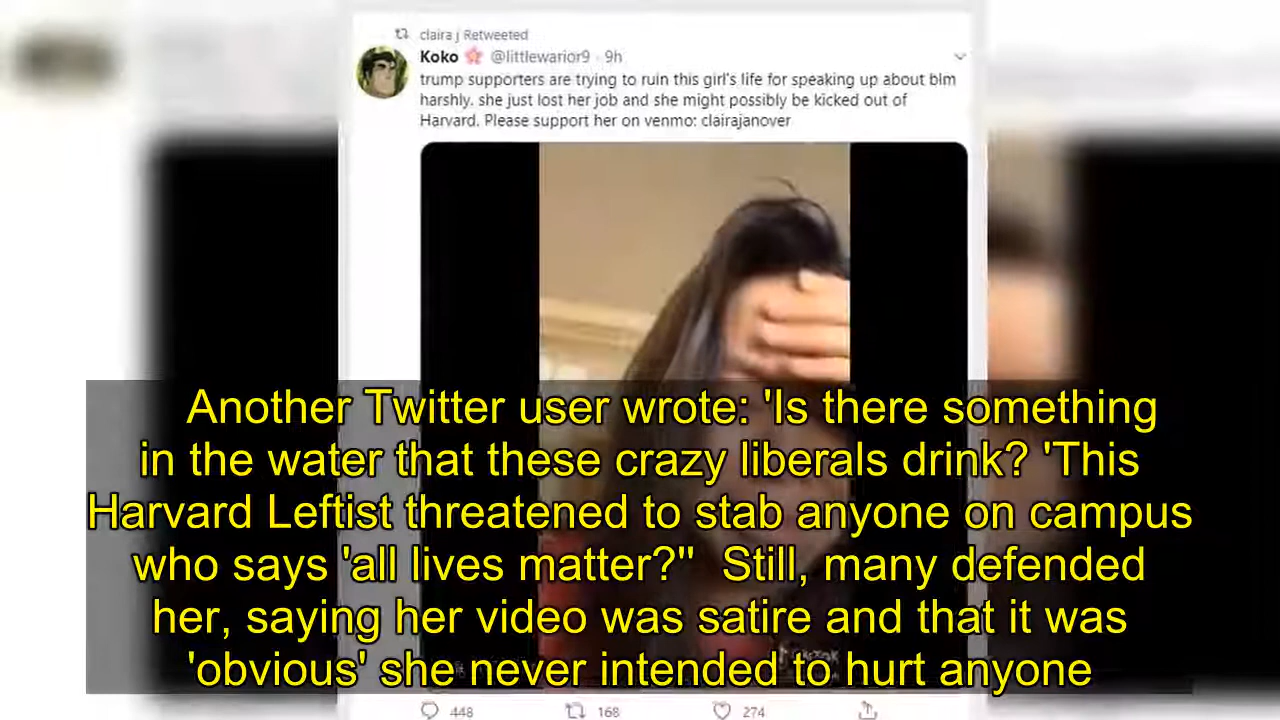 claira j Retweeted
Koko @littlewarior9 · 9h
trump supporters are trying to ruin this girl's life for speaking up about blm
harshly. she just lost her job and she might possibly be kicked out of
Harvard. Please support her on venmo: clairajanover
Another Twitter user wrote: 'Is there something
in the water that these crazy liberals drink? 'This
Harvard Leftist threatened to stab anyone on campus
who says 'all lives matter?'' Still, many defended
her, saying her video was satire and that it was
'obvious' she never intended to hurt anyone
448 168 274